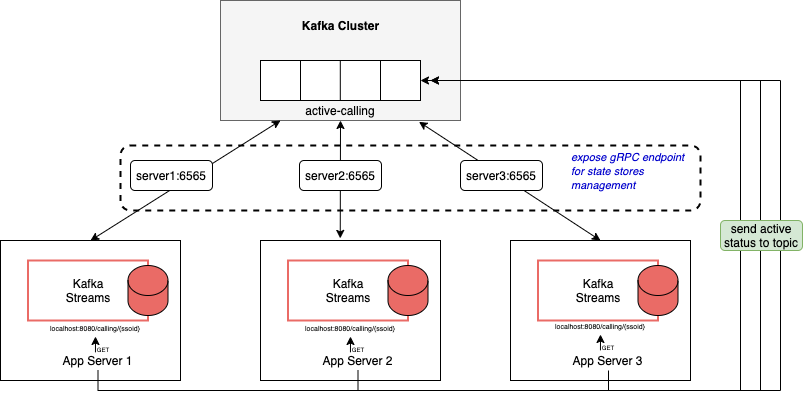 Kafka Cluster
active-calling
expose gRPC endpoint
for state stores
management
server1:6565
server2:6565
server3:6565
send active
status to topic
Kafka
Streams
localhost:8080/calling/{ssoid}
GET
App Server 1
Kafka
Streams
localhost:8080/calling/{ssoid}
GET
App Server 2
Kafka
Streams
localhost:8080/calling/{ssoid}
GET
App Server 3